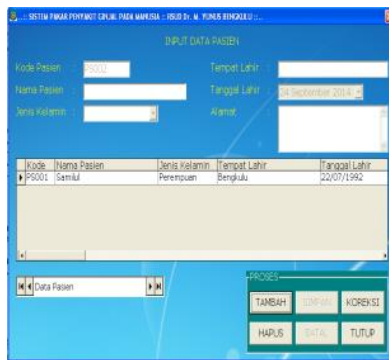 ..:: SISTEM PAKAR PENYAKIT GINJAL PADA MANUSIA :: RSUD Dr. M. YUNUS BENGKULU ::..
INPUT DATA PASIEN
Kode Pasien : PS002
Nama Pasien :
Jenis Kelamin :
Tempat Lahir :
Tanggal Lahir : 24 September 2014
Alamat :
Kode Nama Pasien Jenis Kelamin Tempat Lahir Tanggal Lahir
PS001 Samilul Perempuan Bengkulu 22/07/1992
Data Pasien
PROSES
TAMBAH SIMPAN KOREKSI
HAPUS BATAL TUTUP